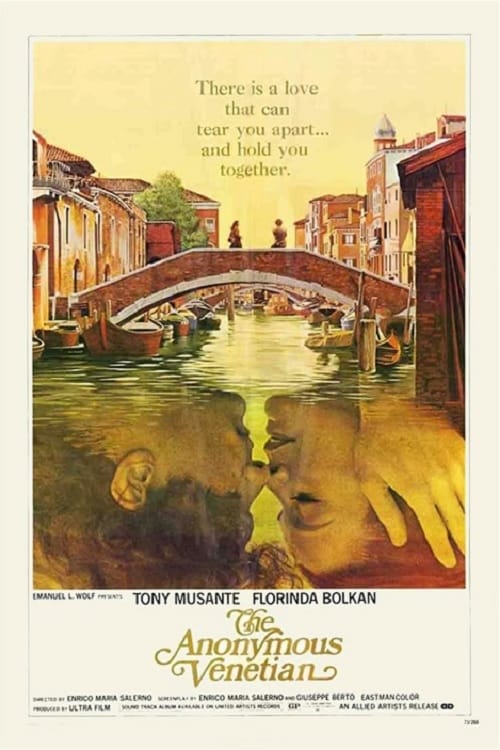 There is a love
that can
tear you apart...
and hold you
together.
EMANUEL L. WOLF PRESENTS TONY MUSANTE FLORINDA BOLKAN
The
Anonymous
Venetian
DIRECTED BY ENRICO MARIA SALERNO SCREENPLAY BY ENRICO MARIA SALERNO AND GIUSEPPE BERTO EASTMAN COLOR
PRODUCED BY ULTRA FILM SOUND TRACK ALBUM AVAILABLE ON UNITED ARTISTS RECORDS GP AN ALLIED ARTISTS RELEASE